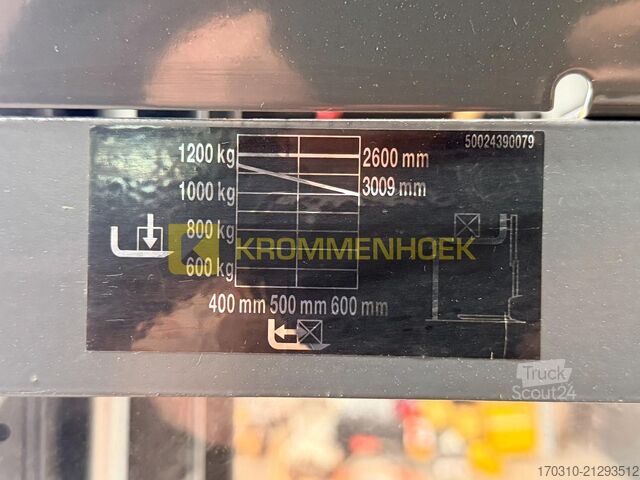 50024390079
1200 kg
2600 mm
1000 kg
3009 mm
800 kg
KROMMENHOEK
600 kg
400 mm 500 mm 600 mm
Truck
Scout24
170310-21293512